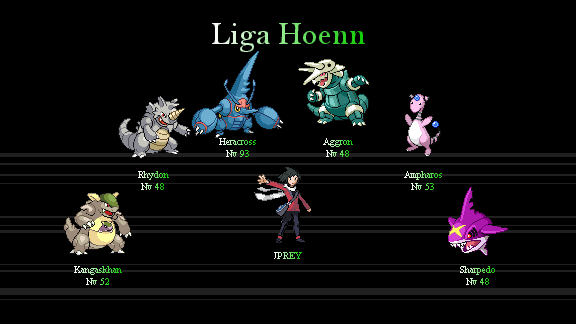 Liga Hoenn
Heracross
Nv 93
Aggron
Nv 48
Rhydon
Nv 48
Ampharos
Nv 53
JPREY
Kangaskhan
Nv 52
Sharpedo
Nv 48